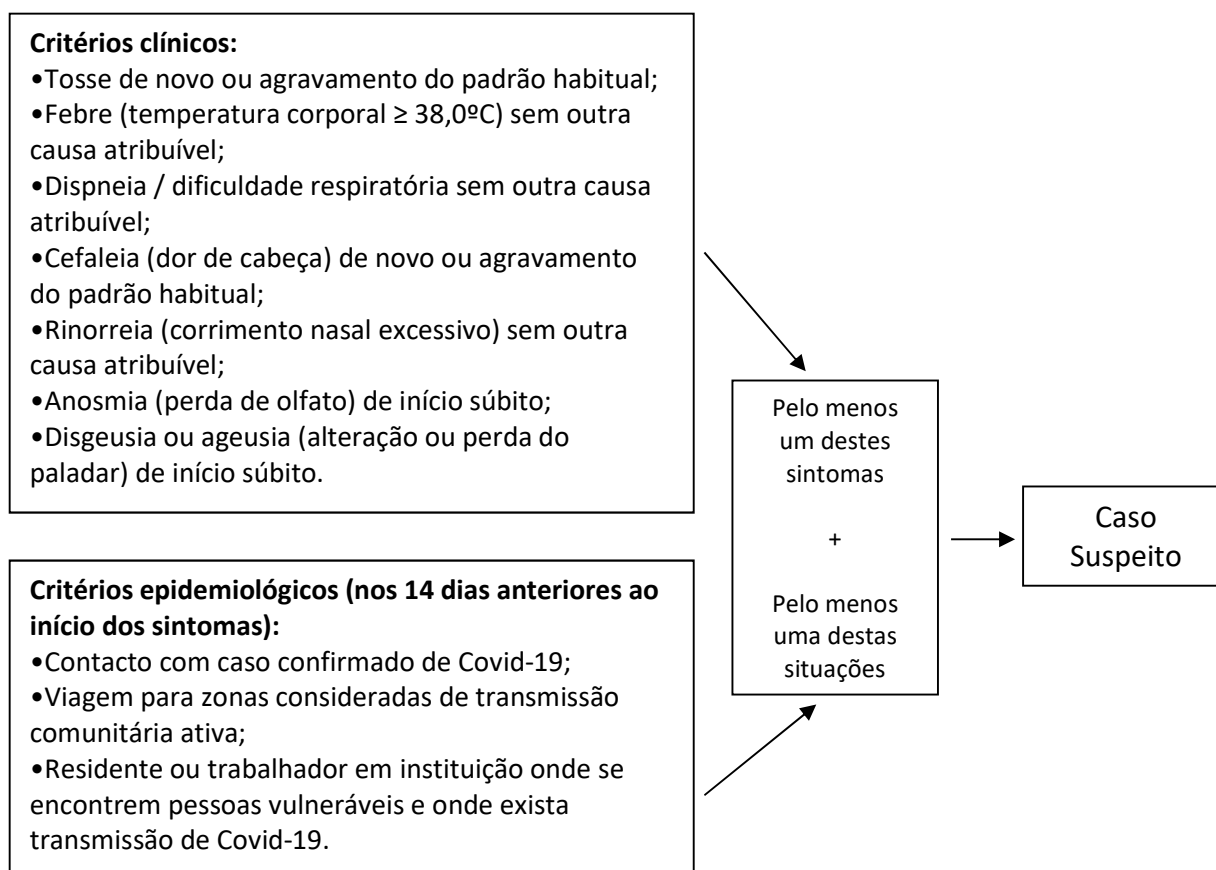 Critérios clínicos:
•Tosse de novo ou agravamento do padrão habitual;
•Febre (temperatura corporal ≥ 38,0ºC) sem outra
causa atribuível;
•Dispneia / dificuldade respiratória sem outra causa
atribuível;
•Cefaleia (dor de cabeça) de novo ou agravamento
do padrão habitual;
•Rinorreia (corrimento nasal excessivo) sem outra
causa atribuível;
•Anosmia (perda de olfato) de início súbito;
•Disgeusia ou ageusia (alteração ou perda do
paladar) de início súbito.
Critérios epidemiológicos (nos 14 dias anteriores ao
início dos sintomas):
•Contacto com caso confirmado de Covid-19;
•Viagem para zonas consideradas de transmissão
comunitária ativa;
•Residente ou trabalhador em instituição onde se
encontrem pessoas vulneráveis e onde exista
transmissão de Covid-19.
Pelo menos
um destes
sintomas
+
Pelo menos
uma destas
situações
Caso
Suspeito